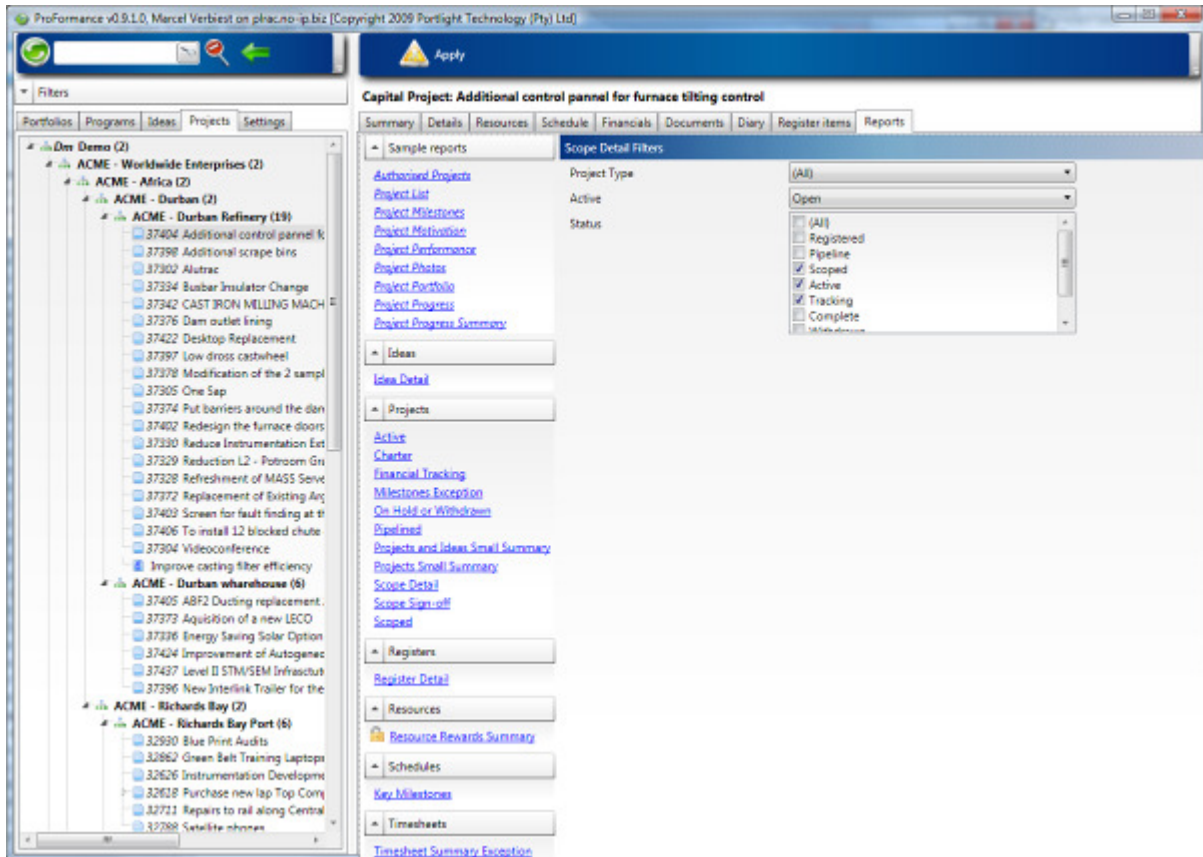 ProFormance v0.9.1.0, Marcel Verbiest on plrac.no-ip.biz [Copyright 2009 Portlight Technology (Pty) Ltd]
Apply
Filters
Portfolios Programs Ideas Projects Settings
Dm Demo (2)
ACME - Worldwide Enterprises (2)
ACME - Africa (2)
ACME - Durban (2)
ACME - Durban Refinery (19)
37404 Additional control pannel fc
37398 Additional scrape bins
37302 Alutrac
37334 Busbar Insulator Change
37342 CAST IRON MILLING MACH
37376 Dam outlet lining
37422 Desktop Replacement
37397 Low dross castwheel
37378 Modification of the 2 sampl
37305 One Sap
37374 Put barriers around the dan
37402 Redesign the furnace doors
37330 Reduce Instrumentation Ext
37329 Reduction L2 - Potroom Gra
37328 Refreshment of MASS Serve
37372 Replacement of Existing Arg
37403 Screen for fault finding at th
37406 To install 12 blocked chute
37304 Videoconference
Improve casting filter efficiency
ACME - Durban wharehouse (6)
37405 ABF2 Ducting replacement
37373 Aquisition of a new LECO
37336 Energy Saving Solar Option
37424 Improvement of Autogenec
37437 Level II STM/SEM Infrasctut
37396 New Interlink Trailer for the
ACME - Richards Bay (2)
ACME - Richards Bay Port (6)
32930 Blue Print Audits
32862 Green Belt Training Laptops
32626 Instrumentation Developme
32618 Purchase new lap Top Comp
32711 Repairs to rail along Central
32788 Satellite phones
Capital Project: Additional control pannel for furnace tilting control
Summary Details Resources Schedule Financials Documents Diary Register items Reports
Sample reports
Authorised Projects
Project List
Project Milestones
Project Motivation
Project Performance
Project Photos
Project Portfolio
Project Progress
Project Progress Summary
Ideas
Idea Detail
Projects
Active
Charter
Financial Tracking
Milestones Exception
On Hold or Withdrawn
Pipelined
Projects and Ideas Small Summary
Projects Small Summary
Scope Detail
Scope Sign-off
Scoped
Registers
Register Detail
Resources
Resource Rewards Summary
Schedules
Key Milestones
Timesheets
Timesheet Summary Exception
Scope Detail Filters
Project Type (All)
Active Open
Status (All)
Registered
Pipeline
Scoped
Active
Tracking
Complete
Withdrawn